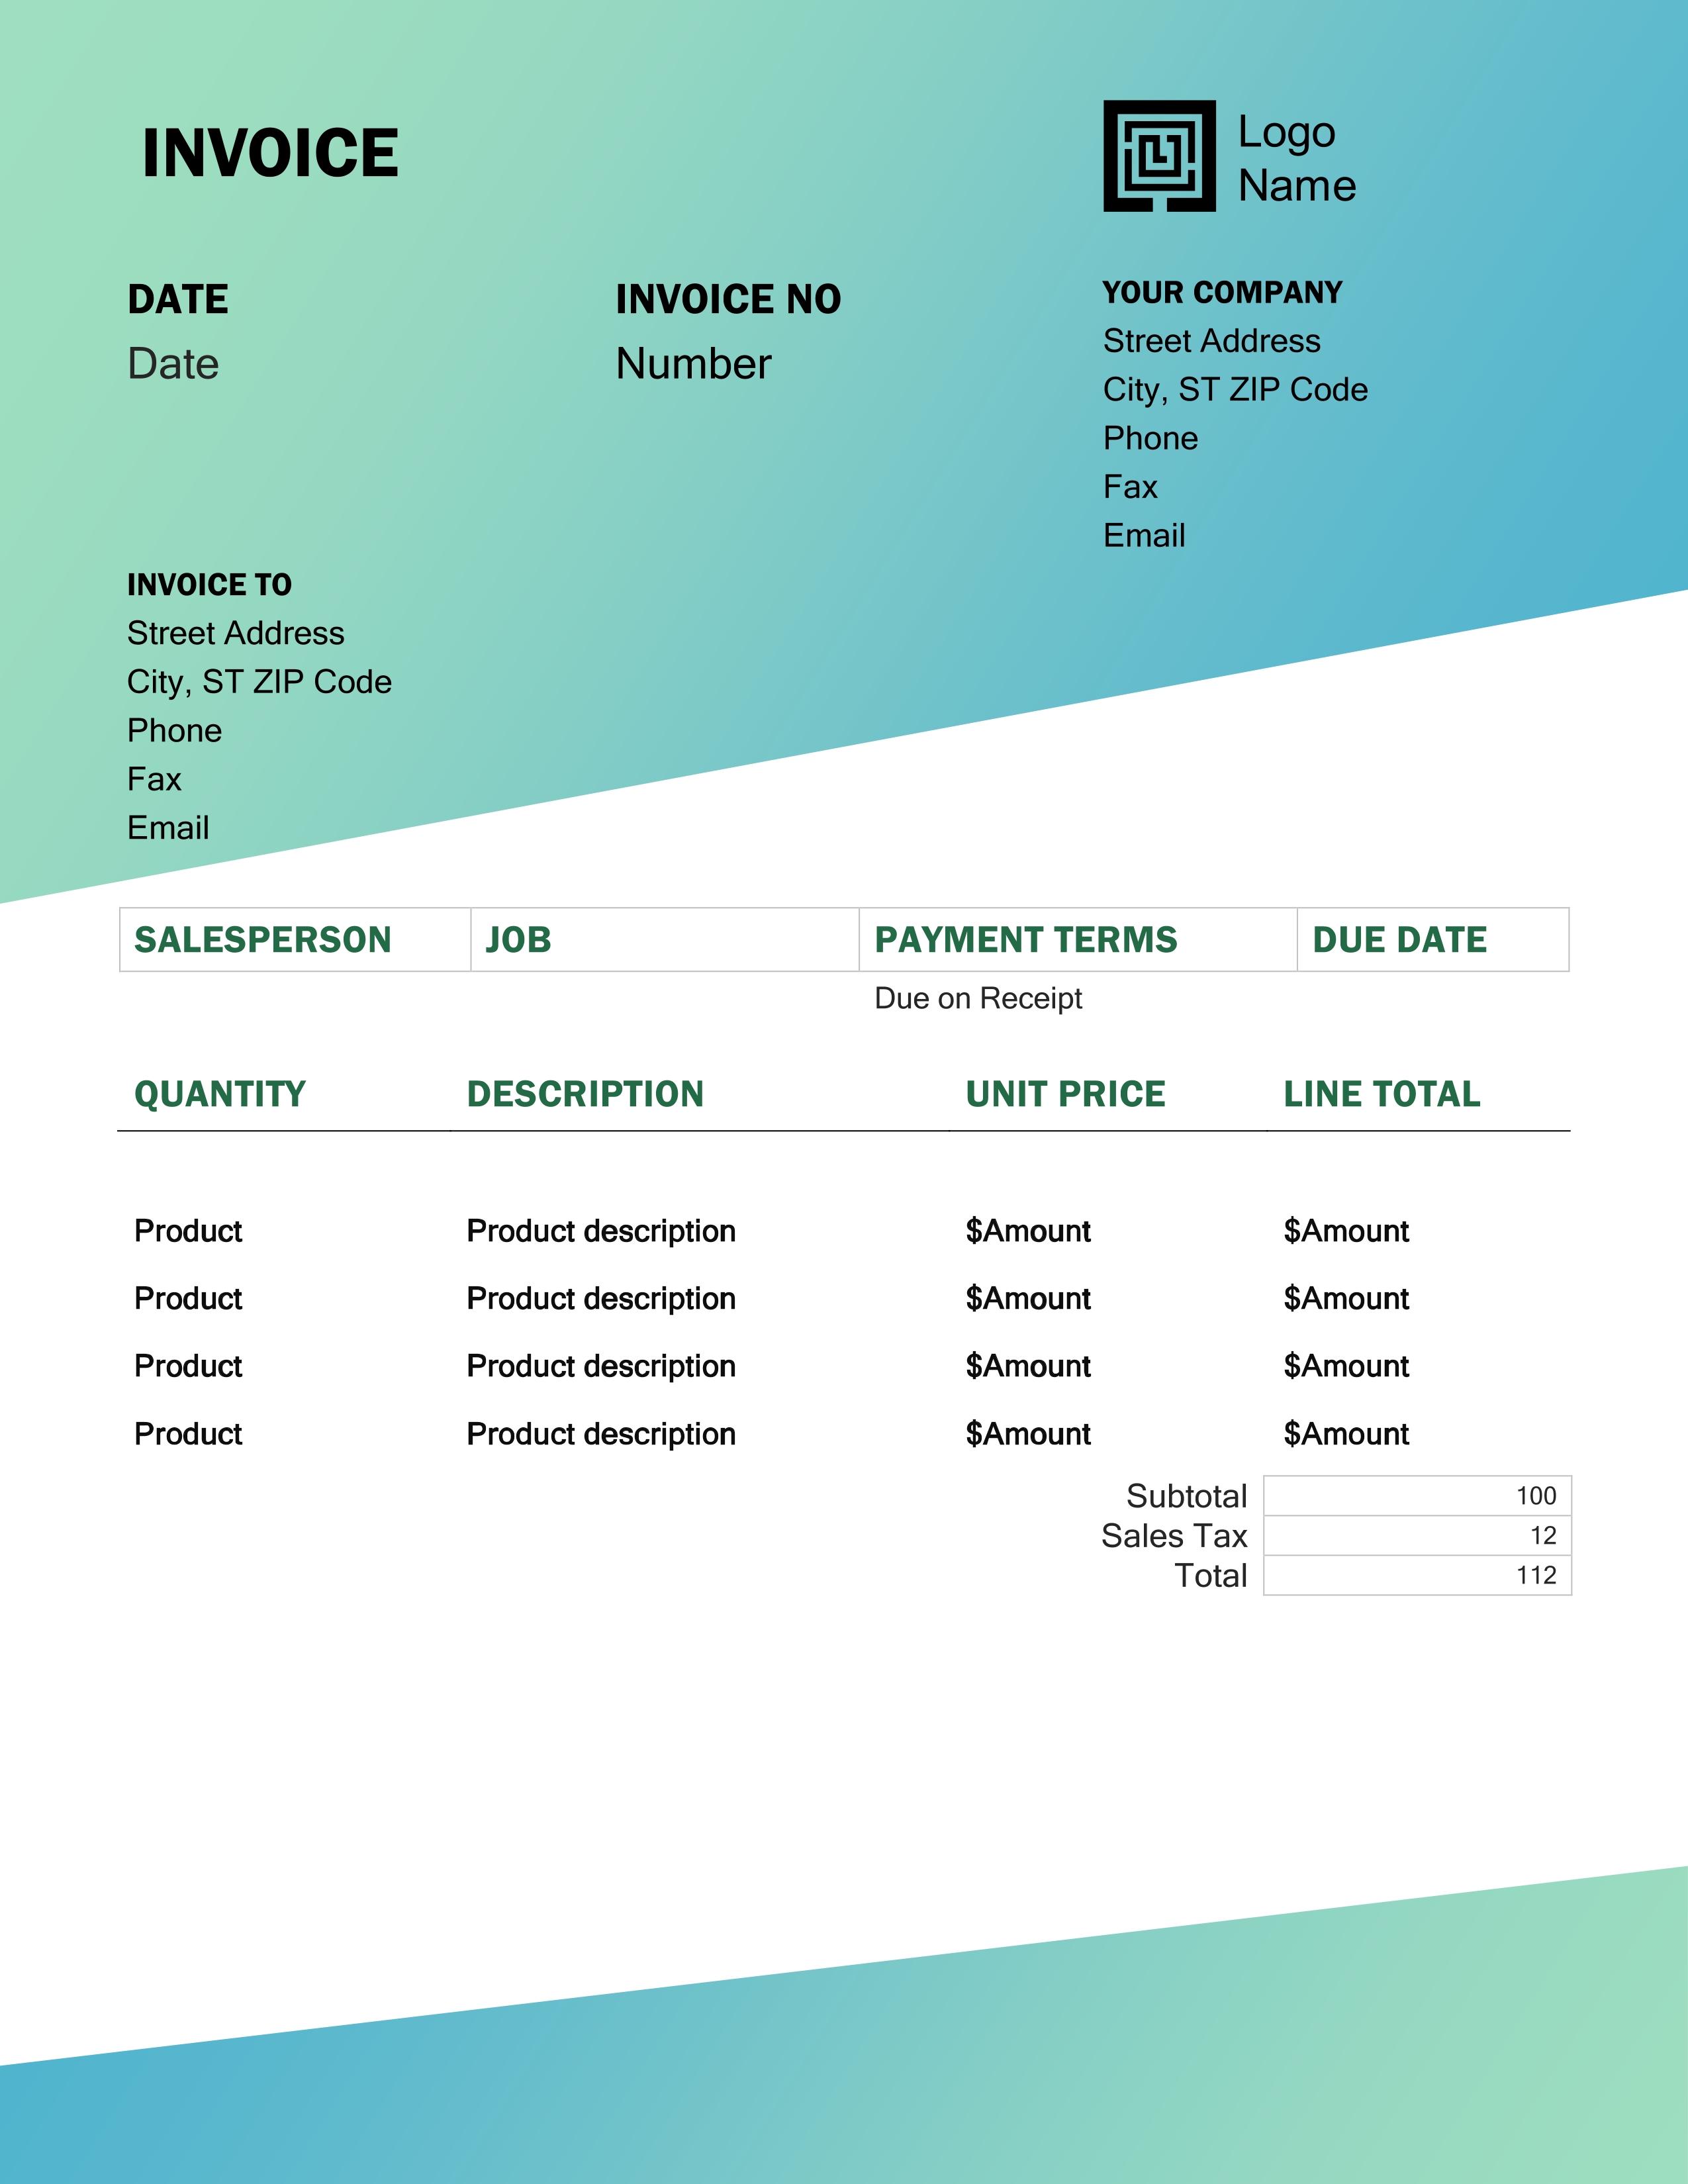 INVOICE
Logo
Name
DATE
Date
INVOICE NO
Number
YOUR COMPANY
Street Address
City, ST ZIP Code
Phone
Fax
Email
INVOICE TO
Street Address
City, ST ZIP Code
Phone
Fax
Email
SALESPERSON JOB PAYMENT TERMS DUE DATE
Due on Receipt
QUANTITY DESCRIPTION UNIT PRICE LINE TOTAL
Product Product description $Amount $Amount
Product Product description $Amount $Amount
Product Product description $Amount $Amount
Product Product description $Amount $Amount
Subtotal 100
Sales Tax 12
Total 112